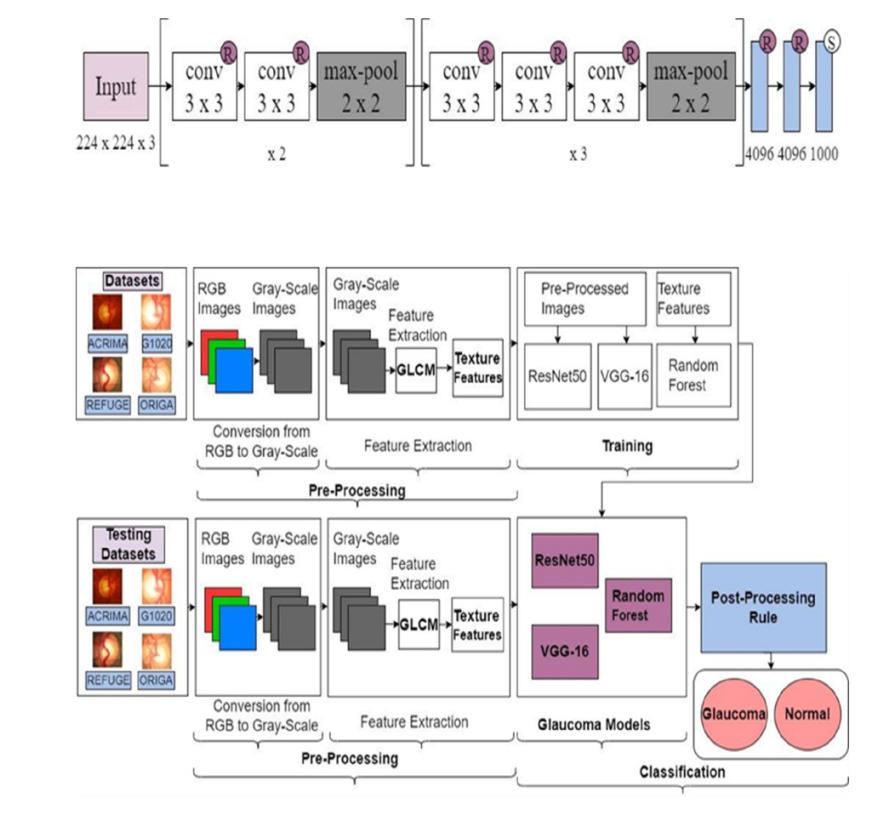 R R R R R R R S
Input conv conv max-pool conv conv conv max-pool
3 x 3 3 x 3 2 x 2 3 x 3 3 x 3 3 x 3 2 x 2
224 x 224 x 3
x 2 x 3 4096 4096 1000
Datasets
ACRIMA G1020
REFUGE ORIGA
RGB
Images
Gray-Scale
Images
Conversion from
RGB to Gray-Scale
Gray-Scale
Images
Feature
Extraction
GLCM
Texture
Features
Feature Extraction
Pre-Processing
Pre-Processed
Images
Texture
Features
ResNet50
VGG-16
Random
Forest
Training
Testing
Datasets
ACRIMA G1020
REFUGE ORIGA
RGB
Images
Gray-Scale
Images
Conversion from
RGB to Gray-Scale
Gray-Scale
Images
Feature
Extraction
GLCM
Texture
Features
Feature Extraction
Pre-Processing
ResNet50
Random
Forest
VGG-16
Glaucoma Models
Post-Processing
Rule
Glaucoma
Normal
Classification